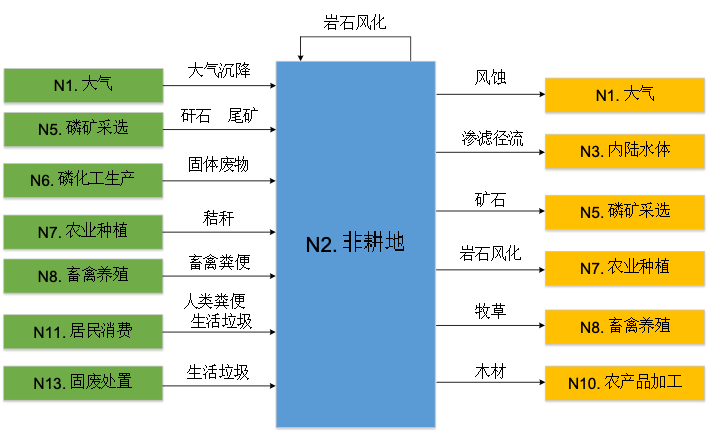 岩石风化
N1. 大气
大气沉降
N5. 磷矿采选
矸石 尾矿
N6. 磷化工生产
固体废物
N7. 农业种植
秸秆
N8. 畜禽养殖
畜禽粪便
N11. 居民消费
人类粪便
生活垃圾
N13. 固废处置
生活垃圾
N2. 非耕地
风蚀
N1. 大气
渗滤径流
N3. 内陆水体
矿石
N5. 磷矿采选
岩石风化
N7. 农业种植
牧草
N8. 畜禽养殖
木材
N10. 农产品加工